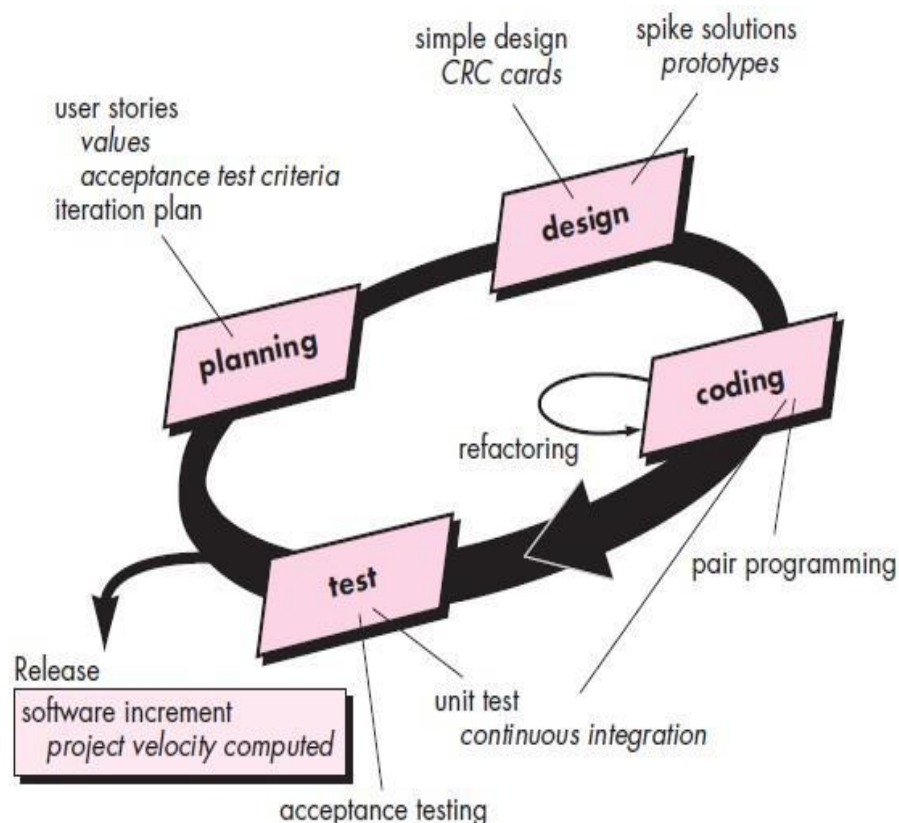 simple design
CRC cards
spike solutions
prototypes
user stories
values
acceptance test criteria
iteration plan
design
planning
coding
refactoring
test
pair programming
Release
software increment
project velocity computed
unit test
continuous integration
acceptance testing